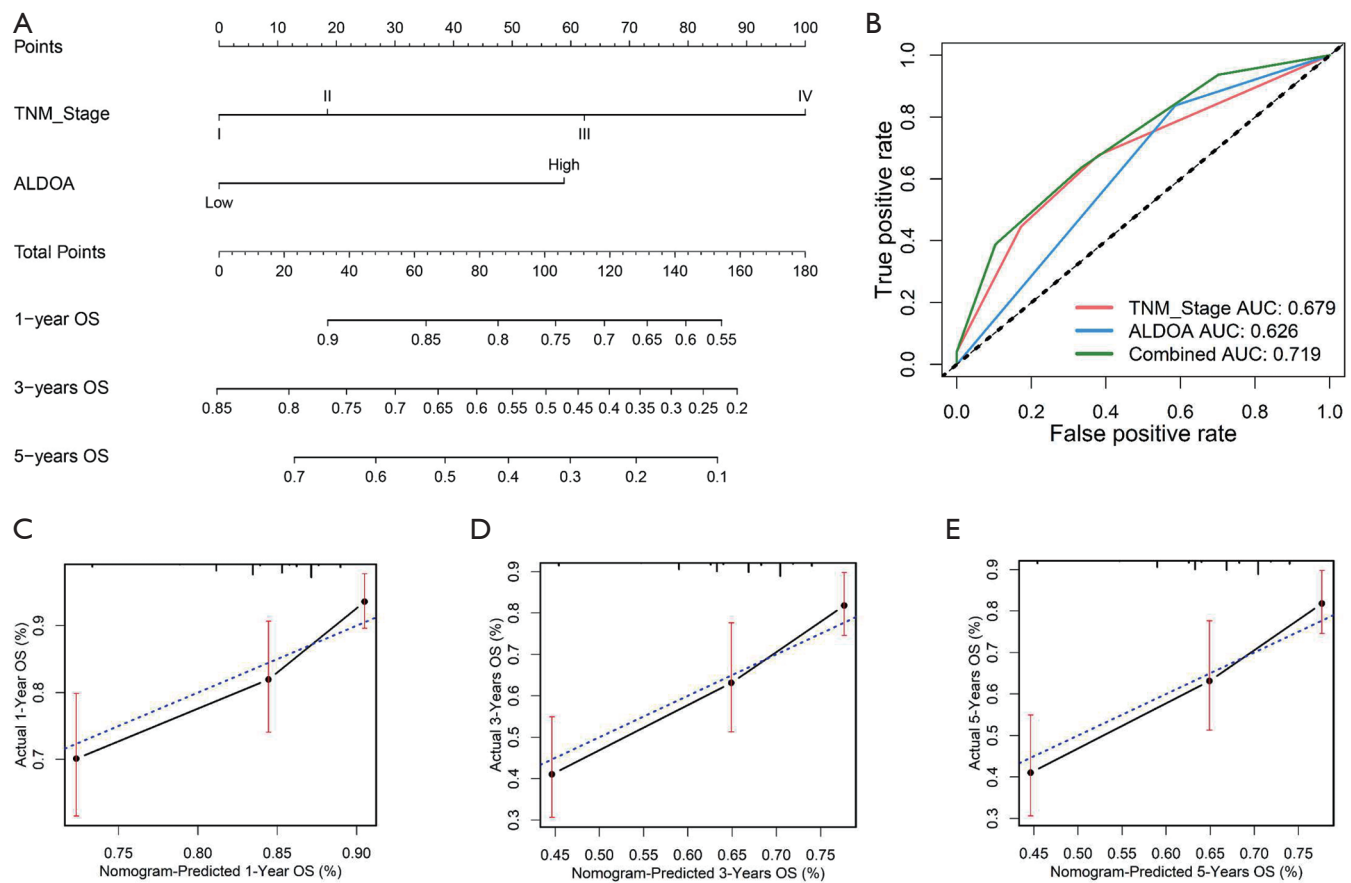 A
Points
0 10 20 30 40 50 60 70 80 90 100
TNM_Stage
I II III IV
ALDOA
Low High
Total Points
0 20 40 60 80 100 120 140 160 180
1−year OS
0.9 0.85 0.8 0.75 0.7 0.65 0.6 0.55
3−years OS
0.85 0.8 0.75 0.7 0.65 0.6 0.55 0.5 0.45 0.4 0.35 0.3 0.25 0.2
5−years OS
0.7 0.6 0.5 0.4 0.3 0.2 0.1
B
True positive rate
1.0
0.8
0.6
0.4
0.2
0.0
TNM_Stage AUC: 0.679
ALDOA AUC: 0.626
Combined AUC: 0.719
0.0 0.2 0.4 0.6 0.8 1.0
False positive rate
C
Actual 1-Year OS (%)
0.9
0.8
0.7
0.75 0.80 0.85 0.90
Nomogram-Predicted 1-Year OS (%)
D
Actual 3-Years OS (%)
0.9
0.8
0.7
0.6
0.5
0.4
0.3
0.45 0.50 0.55 0.60 0.65 0.70 0.75
Nomogram-Predicted 3-Years OS (%)
E
Actual 5-Years OS (%)
0.9
0.8
0.7
0.6
0.5
0.4
0.3
0.45 0.50 0.55 0.60 0.65 0.70 0.75
Nomogram-Predicted 5-Years OS (%)